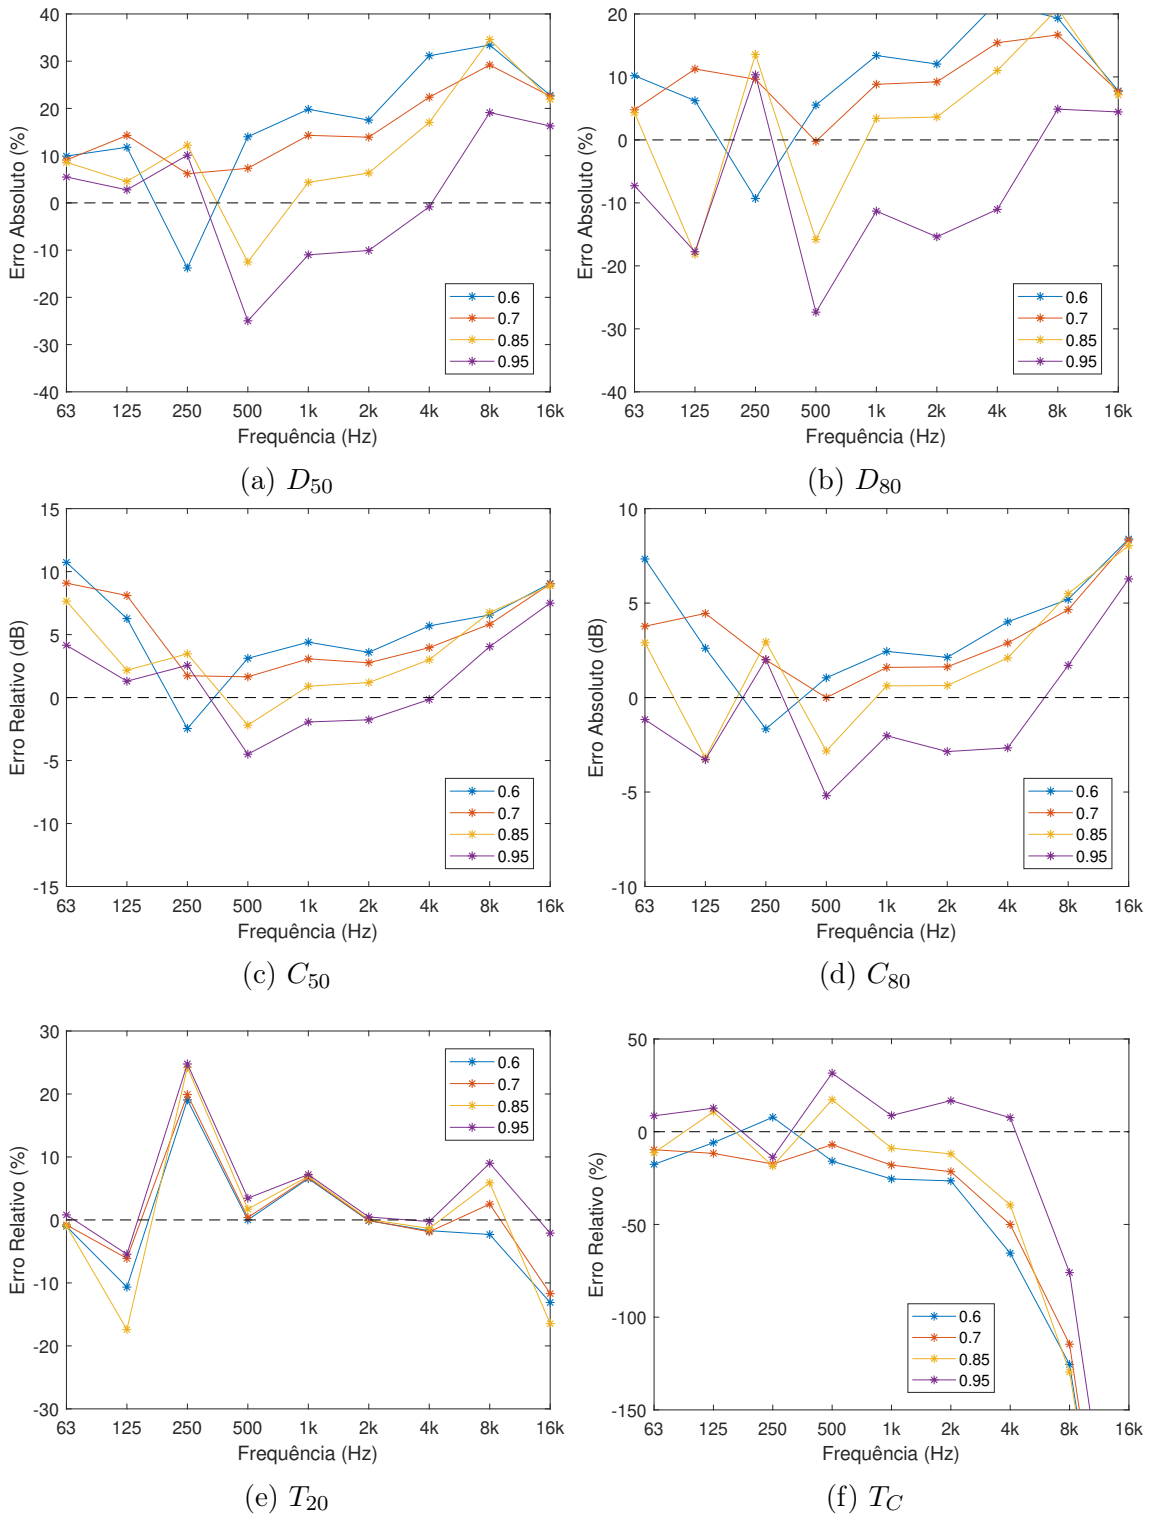 40
30
20
10
0
-10
-20
-30
-40
Erro Absoluto (%)
63 125 250 500 1k 2k 4k 8k 16k
Frequência (Hz)
0.6
0.7
0.85
0.95
(a) D50
20
10
0
-10
-20
-30
-40
Erro Absoluto (%)
63 125 250 500 1k 2k 4k 8k 16k
Frequência (Hz)
0.6
0.7
0.85
0.95
(b) D80
15
10
5
0
-5
-10
-15
Erro Relativo (dB)
63 125 250 500 1k 2k 4k 8k 16k
Frequência (Hz)
0.6
0.7
0.85
0.95
(c) C50
10
5
0
-5
-10
Erro Absoluto (dB)
63 125 250 500 1k 2k 4k 8k 16k
Frequência (Hz)
0.6
0.7
0.85
0.95
(d) C80
30
20
10
0
-10
-20
-30
Erro Relativo (%)
63 125 250 500 1k 2k 4k 8k 16k
Frequência (Hz)
0.6
0.7
0.85
0.95
(e) T20
50
0
-50
-100
-150
Erro Relativo (%)
63 125 250 500 1k 2k 4k 8k 16k
Frequência (Hz)
0.6
0.7
0.85
0.95
(f) TC